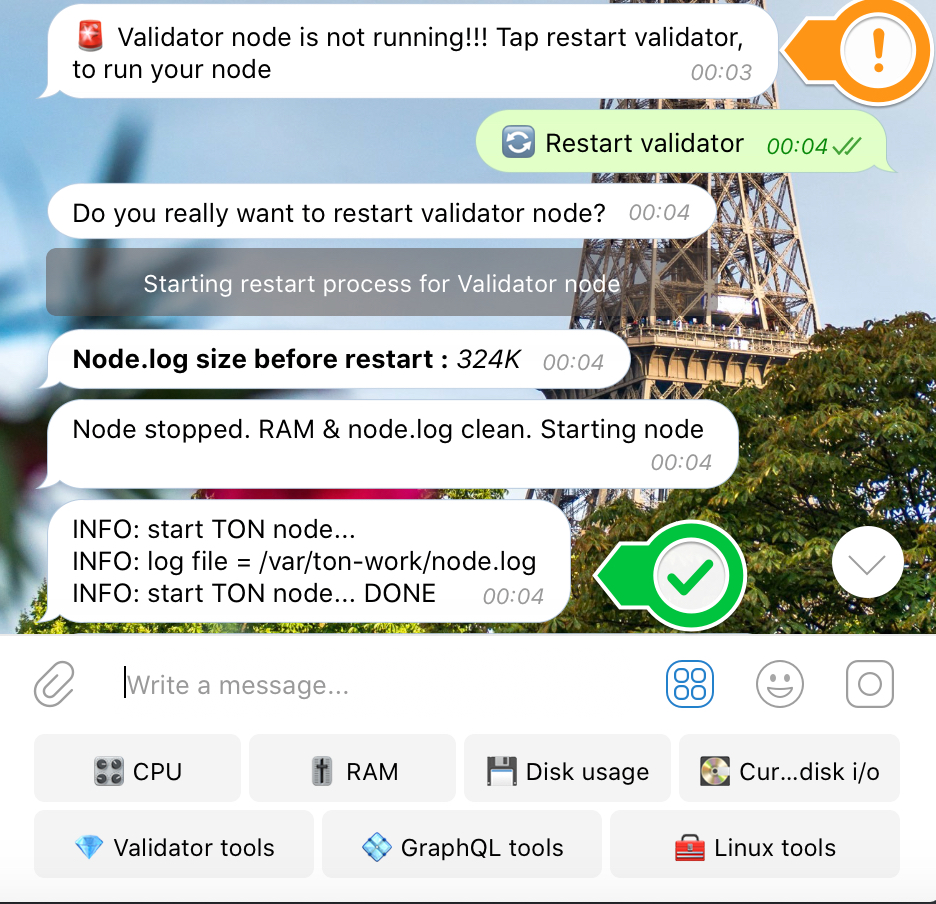 🚨 Validator node is not running!!! Tap restart validator,
to run your node
00:03
🔄 Restart validator 00:04
Do you really want to restart validator node? 00:04
Starting restart process for Validator node
Node.log size before restart : 324K 00:04
Node stopped. RAM & node.log clean. Starting node
00:04
INFO: start TON node...
INFO: log file = /var/ton-work/node.log
INFO: start TON node... DONE 00:04
Write a message...
CPU
RAM
Disk usage
Cur...disk i/o
Validator tools
GraphQL tools
Linux tools